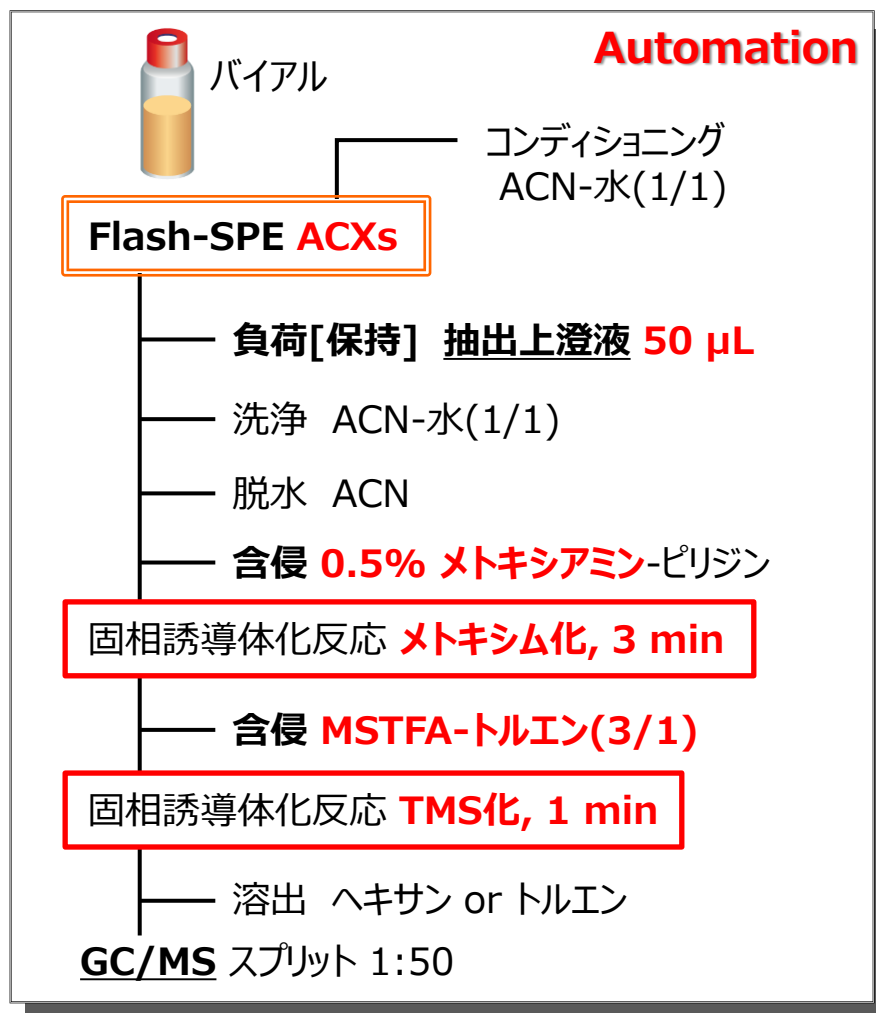 Automation
バイアル
コンディショニング
ACN-水(1/1)
Flash-SPE ACXs
負荷[保持] 抽出上澄液 50 μL
洗浄 ACN-水(1/1)
脱水 ACN
含侵 0.5% メトキシアミン-ピリジン
固相誘導体化反応 メトキシム化, 3 min
含侵 MSTFA-トルエン(3/1)
固相誘導体化反応 TMS化, 1 min
溶出 ヘキサン or トルエン
GC/MS スプリット 1:50